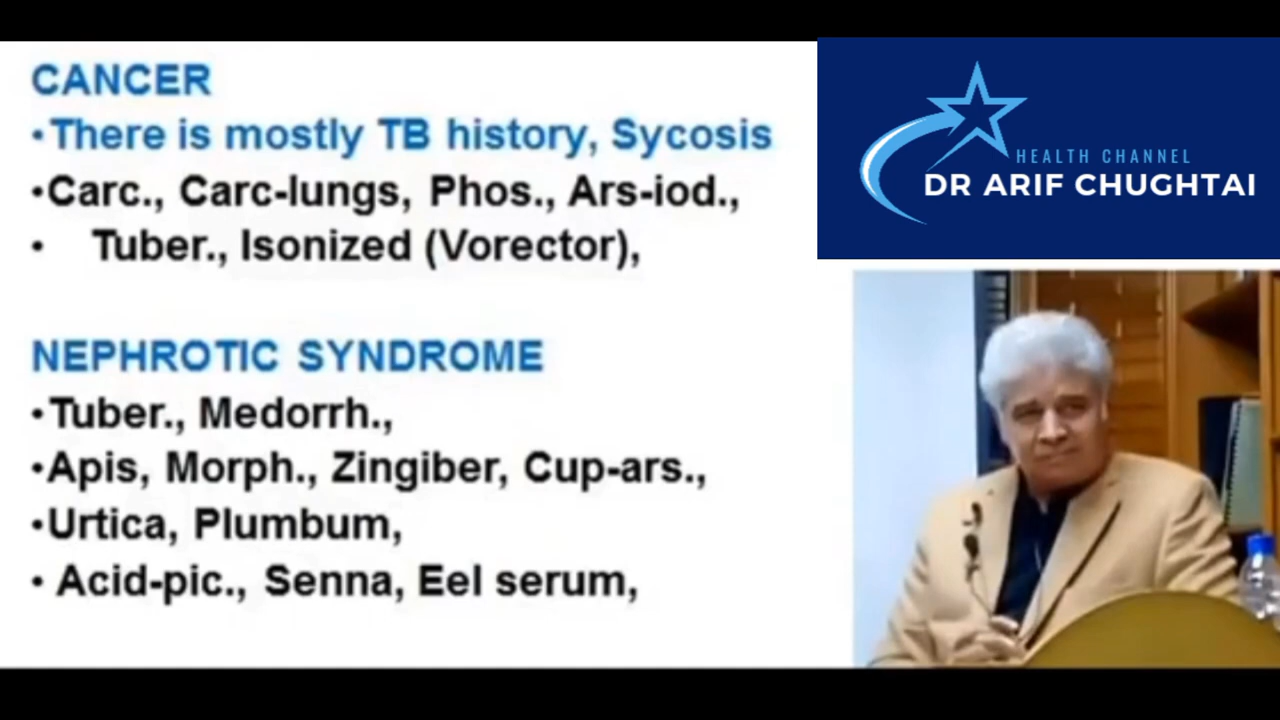 CANCER
•There is mostly TB history, Sycosis
•Carc., Carc-lungs, Phos., Ars-iod.,
• Tuber., Isonized (Vorector),
NEPHROTIC SYNDROME
•Tuber., Medorrh.,
•Apis, Morph., Zingiber, Cup-ars.,
•Urtica, Plumbum,
• Acid-pic., Senna, Eel serum,
HEALTH CHANNEL
DR ARIF CHUGHTAI